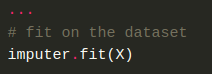 ...
# fit on the dataset
imputer.fit(X)